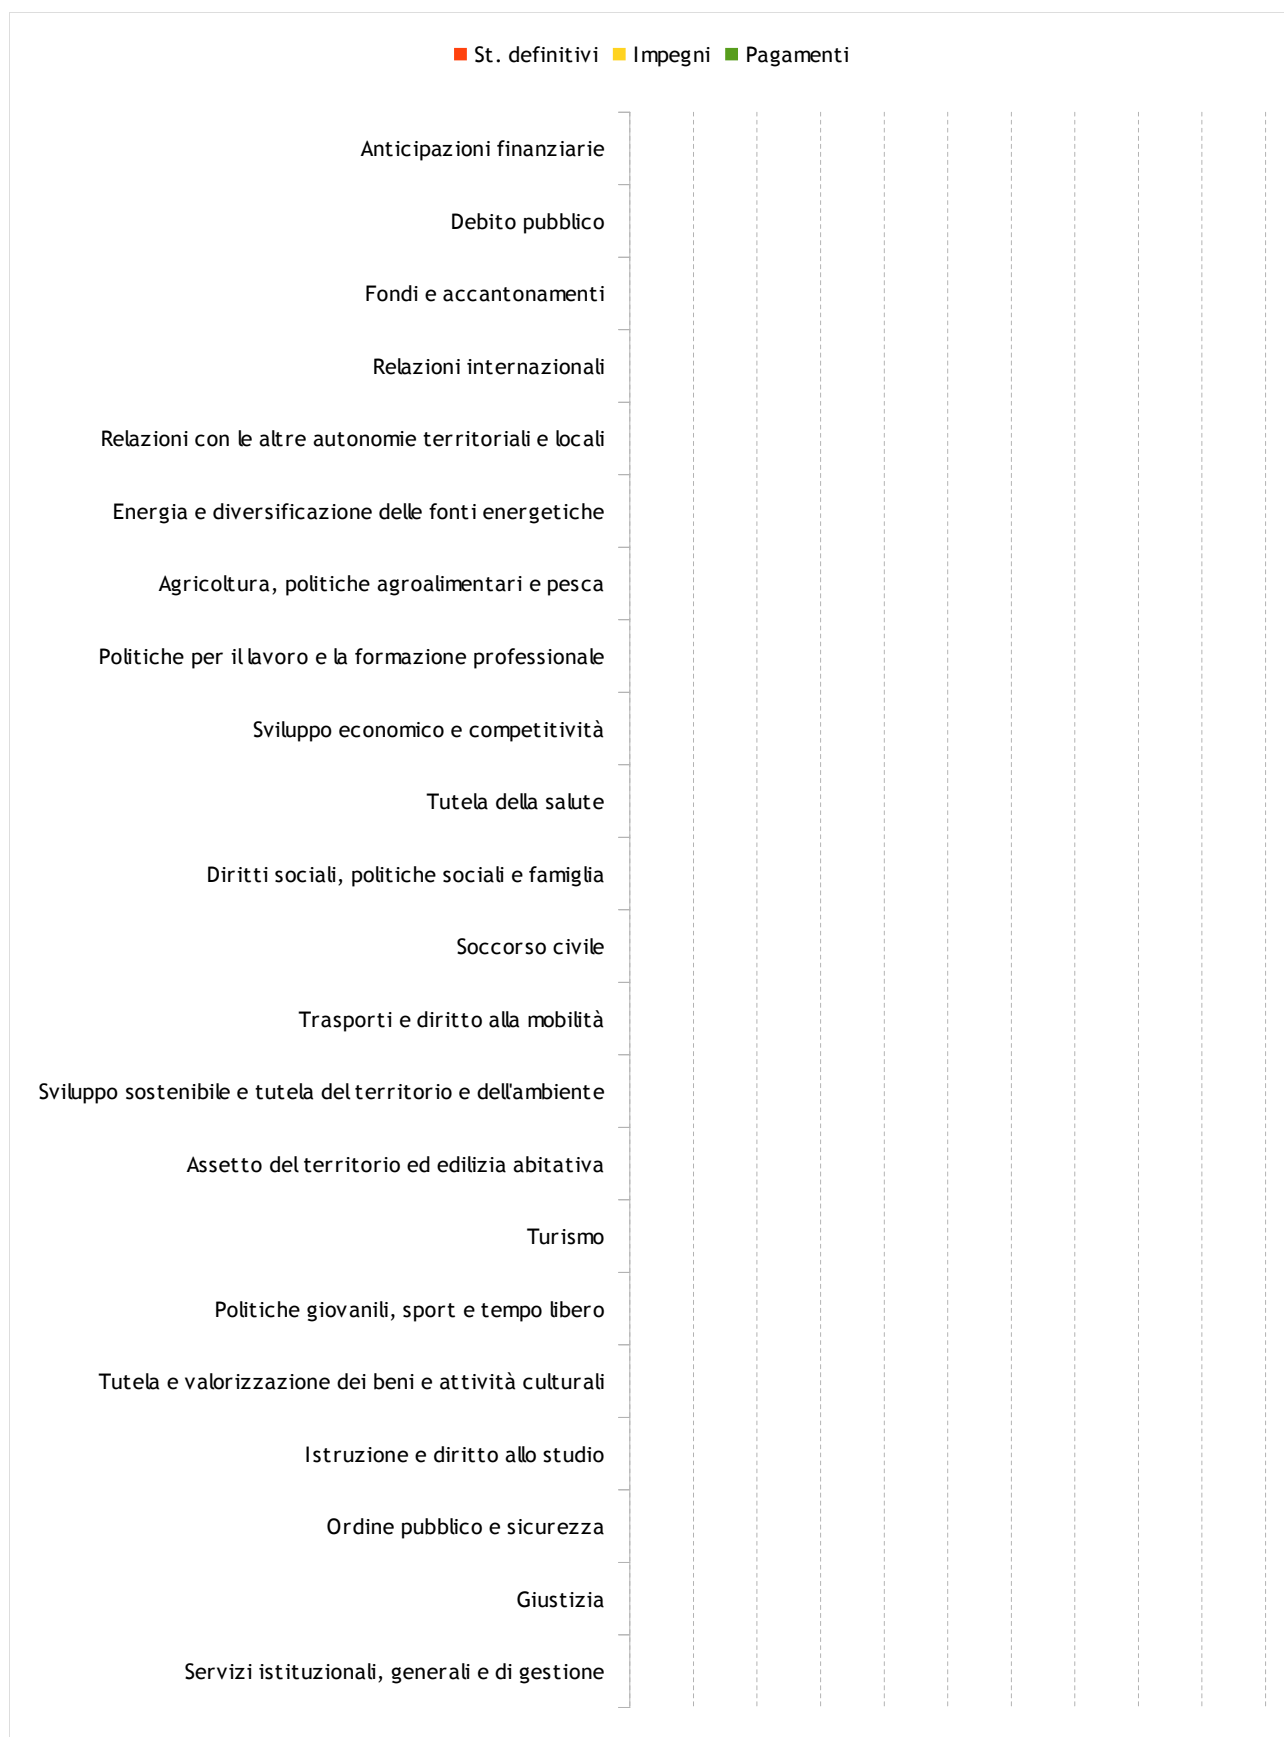 St. definitivi Impegni Pagamenti
Anticipazioni finanziarie
Debito pubblico
Fondi e accantonamenti
Relazioni internazionali
Relazioni con le altre autonomie territoriali e locali
Energia e diversificazione delle fonti energetiche
Agricoltura, politiche agroalimentari e pesca
Politiche per il lavoro e la formazione professionale
Sviluppo economico e competitività
Tutela della salute
Diritti sociali, politiche sociali e famiglia
Soccorso civile
Trasporti e diritto alla mobilità
Sviluppo sostenibile e tutela del territorio e dell'ambiente
Assetto del territorio ed edilizia abitativa
Turismo
Politiche giovanili, sport e tempo libero
Tutela e valorizzazione dei beni e attività culturali
Istruzione e diritto allo studio
Ordine pubblico e sicurezza
Giustizia
Servizi istituzionali, generali e di gestione